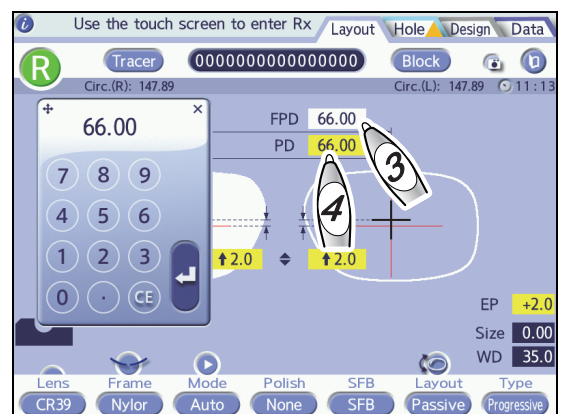 i Use the touch screen to enter Rx Layout Hole Design Data
R Tracer 0000000000000000 Block
Circ.(R): 147.89 Circ.(L): 147.89 11:13
66.00 ×
7 8 9
4 5 6
1 2 3
0 · CE
FPD 66.00
PD 66.00
3
4
2.0 2.0
EP +2.0
Size 0.00
WD 35.0
Lens Frame Mode Polish SFB Layout Type
CR39 Nylor Auto None SFB Passive Progressive